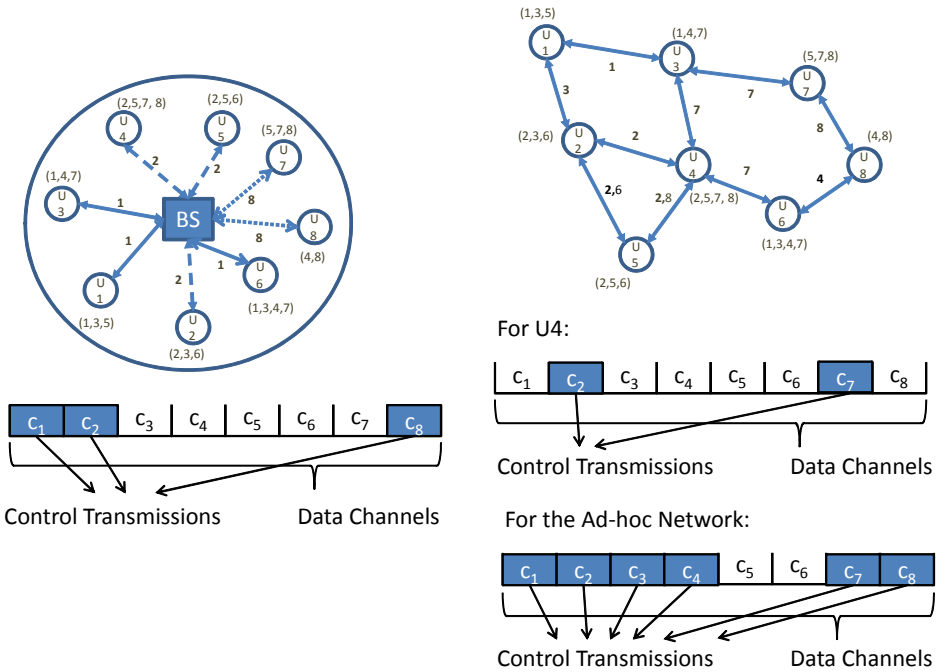 (2,5,7, 8)
U
4
(2,5,6)
U
5
(5,7,8)
U
7
(1,4,7)
U
3
2
2
8
1
BS
8
U
8
(4,8)
1
1
2
U
1
(1,3,5)
U
6
(1,3,4,7)
U
2
(2,3,6)
c1 c2 c3 c4 c5 c6 c7 c8
Control Transmissions Data Channels
(1,3,5)
U
1
(1,4,7)
U
3
(5,7,8)
U
7
1
7
3
7
8
(2,3,6)
U
2
2
U
4
(2,5,7, 8)
(4,8)
U
8
7
4
2,6
2,8
U
6
(1,3,4,7)
U
5
(2,5,6)
For U4:
c1 c2 c3 c4 c5 c6 c7 c8
Control Transmissions Data Channels
For the Ad-hoc Network:
c1 c2 c3 c4 c5 c6 c7 c8
Control Transmissions Data Channels